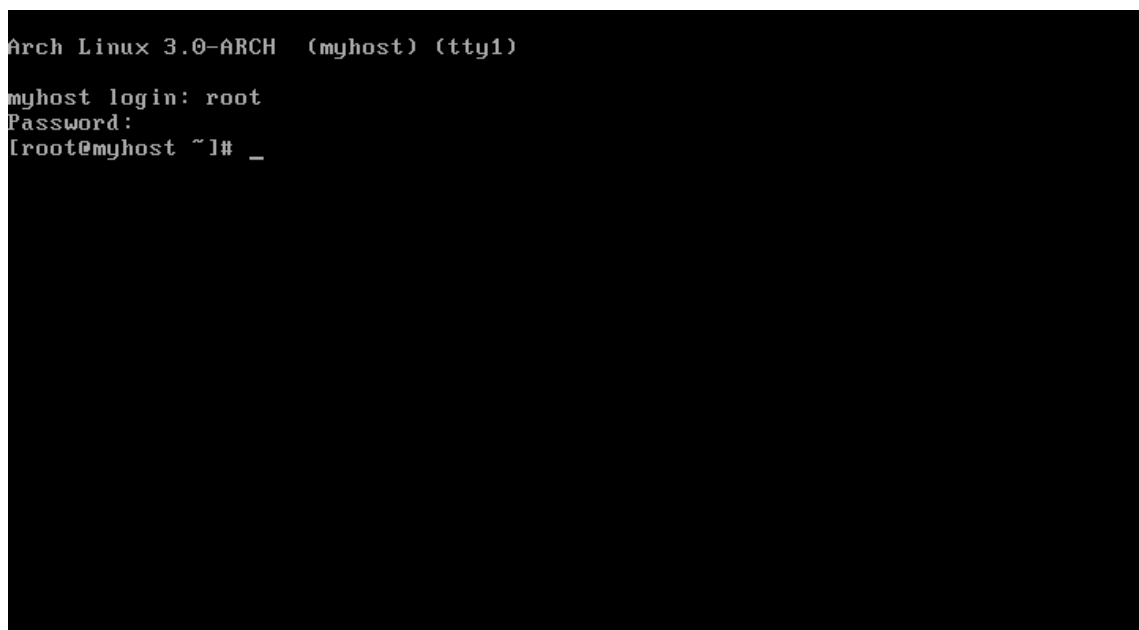 Arch Linux 3.0-ARCH  (myhost) (tty1)
myhost login: root
Password:
[root@myhost ~]# _